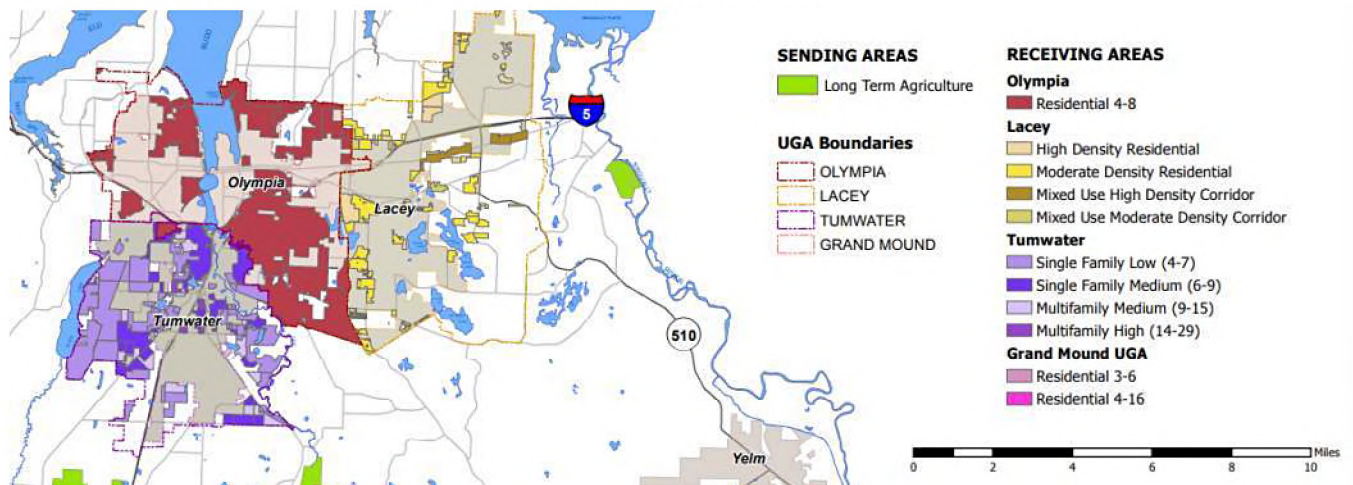 BUDD
Olympia
Lacey
Tumwater
5
510
Yelm
SENDING AREAS
Long Term Agriculture
UGA Boundaries
OLYMPIA
LACEY
TUMWATER
GRAND MOUND
RECEIVING AREAS
Olympia
Residential 4-8
Lacey
High Density Residential
Moderate Density Residential
Mixed Use High Density Corridor
Mixed Use Moderate Density Corridor
Tumwater
Single Family Low (4-7)
Single Family Medium (6-9)
Multifamily Medium (9-15)
Multifamily High (14-29)
Grand Mound UGA
Residential 3-6
Residential 4-16
0 2 4 6 8 10 Miles